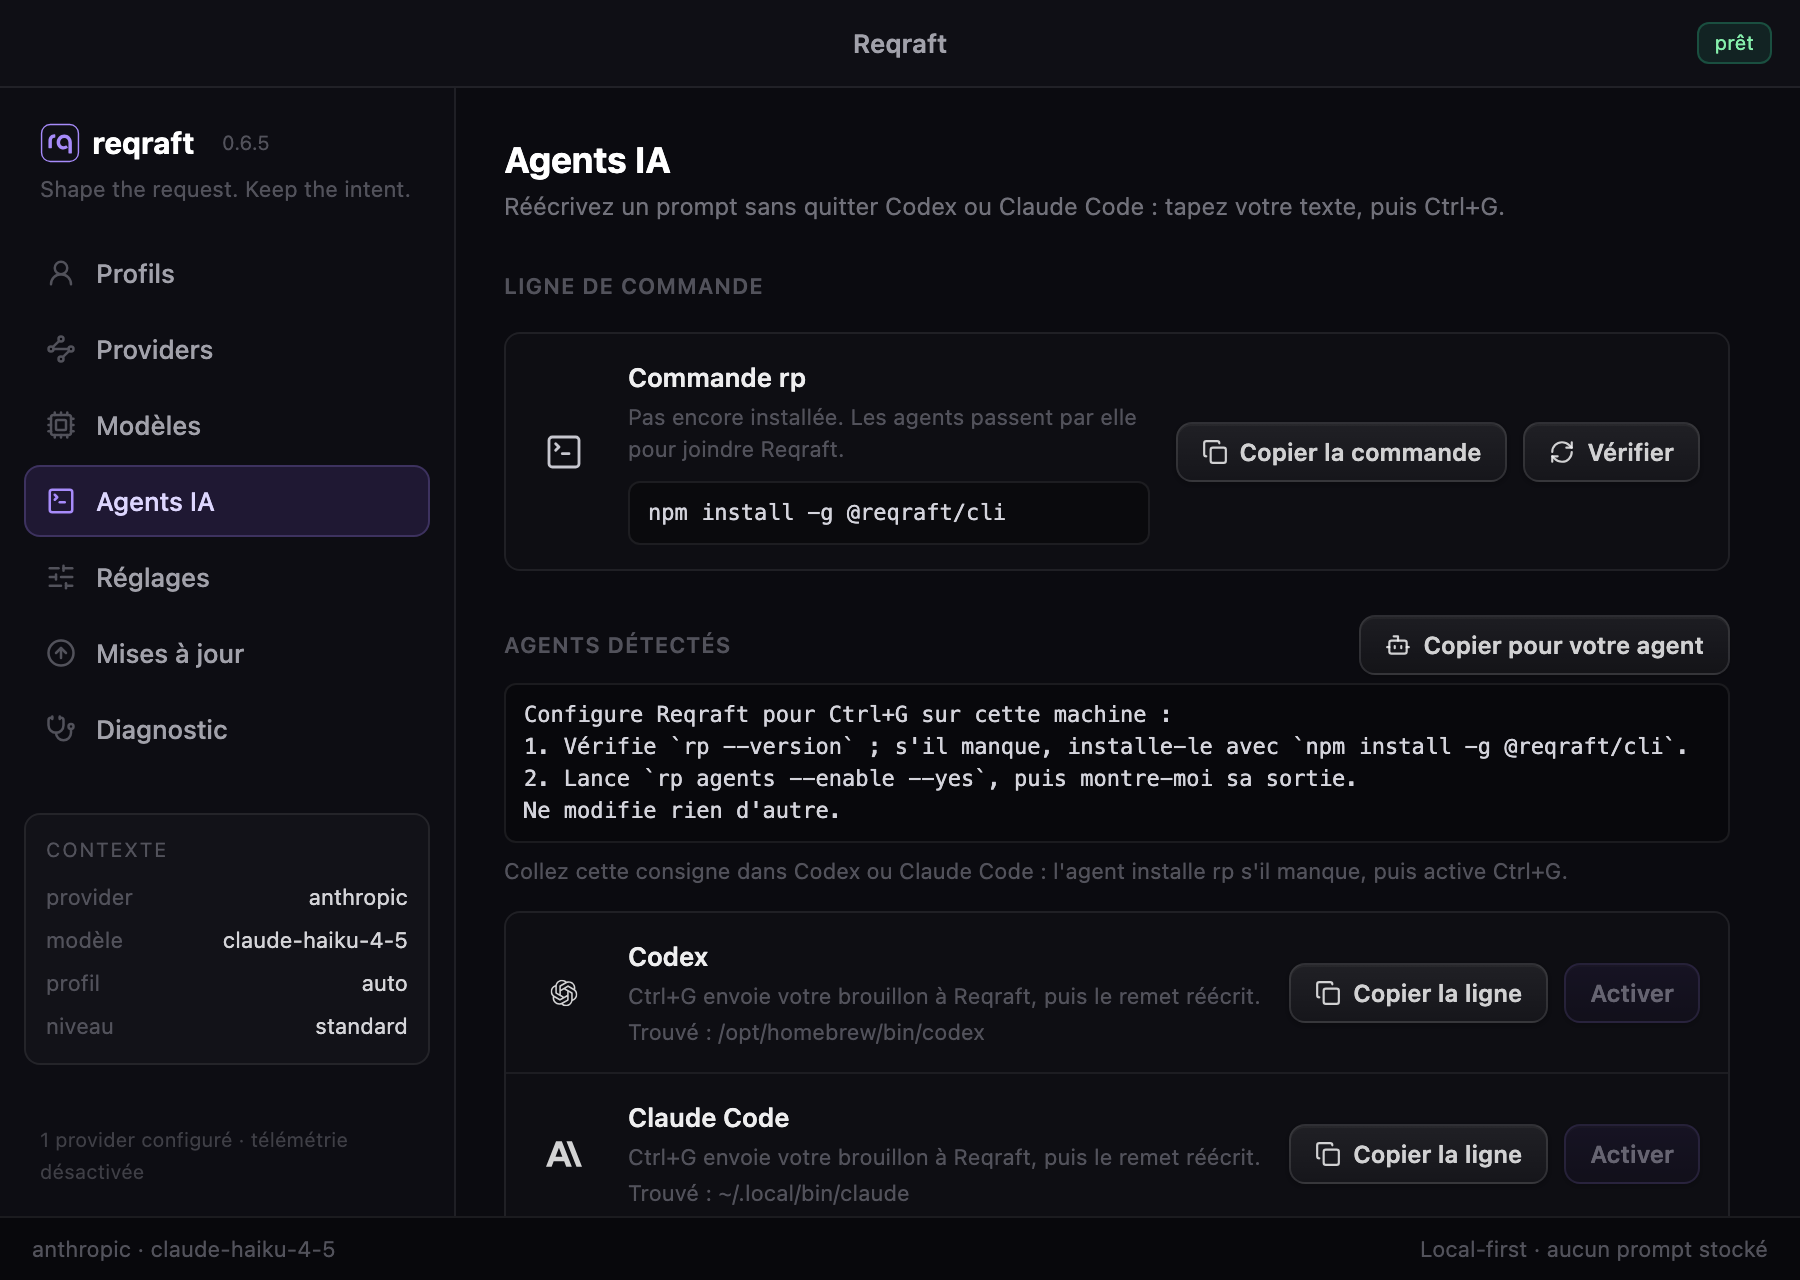 Reqraft
prêt
reqraft 0.6.5
Shape the request. Keep the intent.
Profils
Providers
Modèles
Agents IA
Réglages
Mises à jour
Diagnostic
CONTEXTE
provider anthropic
modèle claude-haiku-4-5
profil auto
niveau standard
1 provider configuré · télémétrie
désactivée
Agents IA
Réécrivez un prompt sans quitter Codex ou Claude Code : tapez votre texte, puis Ctrl+G.
LIGNE DE COMMANDE
Commande rp
Pas encore installée. Les agents passent par elle
pour joindre Reqraft.
npm install -g @reqraft/cli
Copier la commande
Vérifier
AGENTS DÉTECTÉS
Copier pour votre agent
Configure Reqraft pour Ctrl+G sur cette machine :
1. Vérifie `rp --version` ; s'il manque, installe-le avec `npm install -g @reqraft/cli`.
2. Lance `rp agents --enable --yes`, puis montre-moi sa sortie.
Ne modifie rien d'autre.
Collez cette consigne dans Codex ou Claude Code : l'agent installe rp s'il manque, puis active Ctrl+G.
Codex
Ctrl+G envoie votre brouillon à Reqraft, puis le remet réécrit.
Trouvé : /opt/homebrew/bin/codex
Copier la ligne
Activer
Claude Code
Ctrl+G envoie votre brouillon à Reqraft, puis le remet réécrit.
Trouvé : ~/.local/bin/claude
Copier la ligne
Activer
anthropic · claude-haiku-4-5
Local-first · aucun prompt stocké